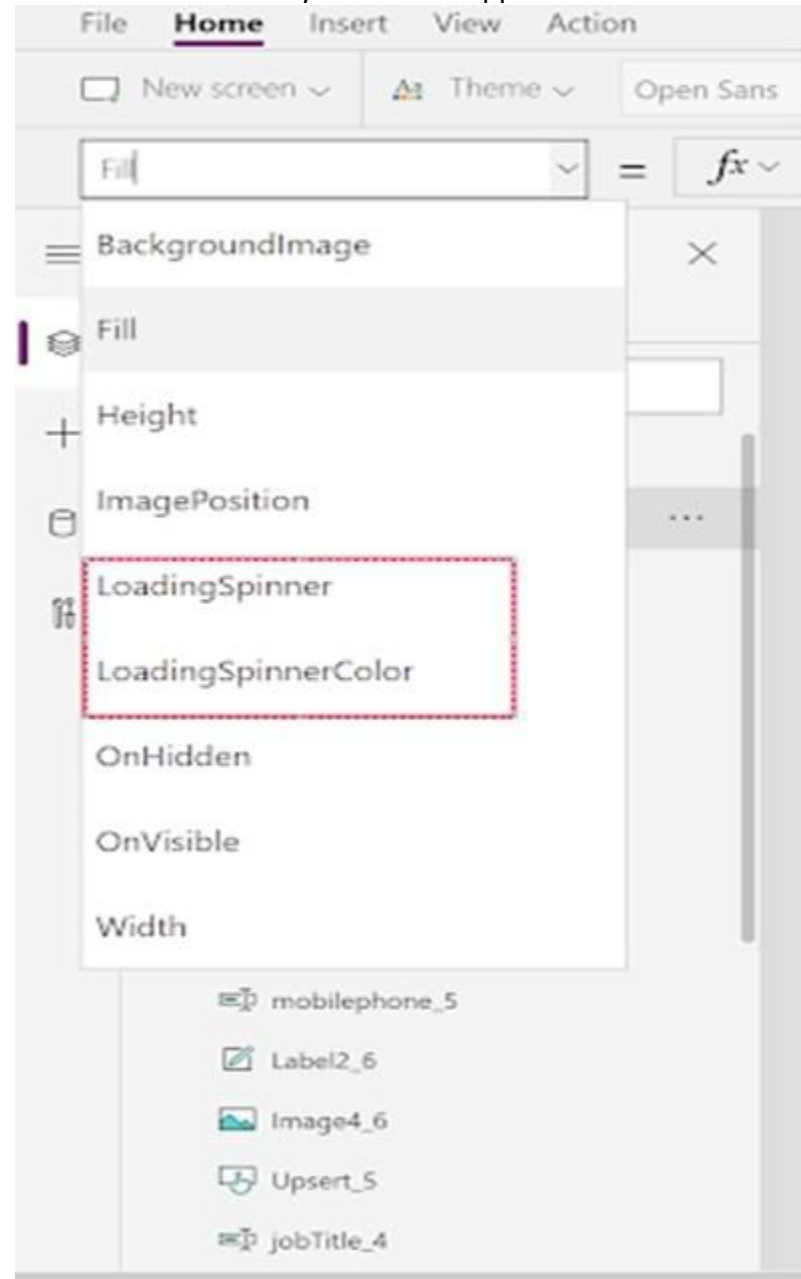 File Home Insert View Action
New screen Theme Open Sans
Fill = fx
BackgroundImage
Fill
Height
ImagePosition
...
LoadingSpinner
LoadingSpinnerColor
OnHidden
OnVisible
Width
mobilephone_5
Label2_6
Image4_6
Upsert_5
jobTitle_4